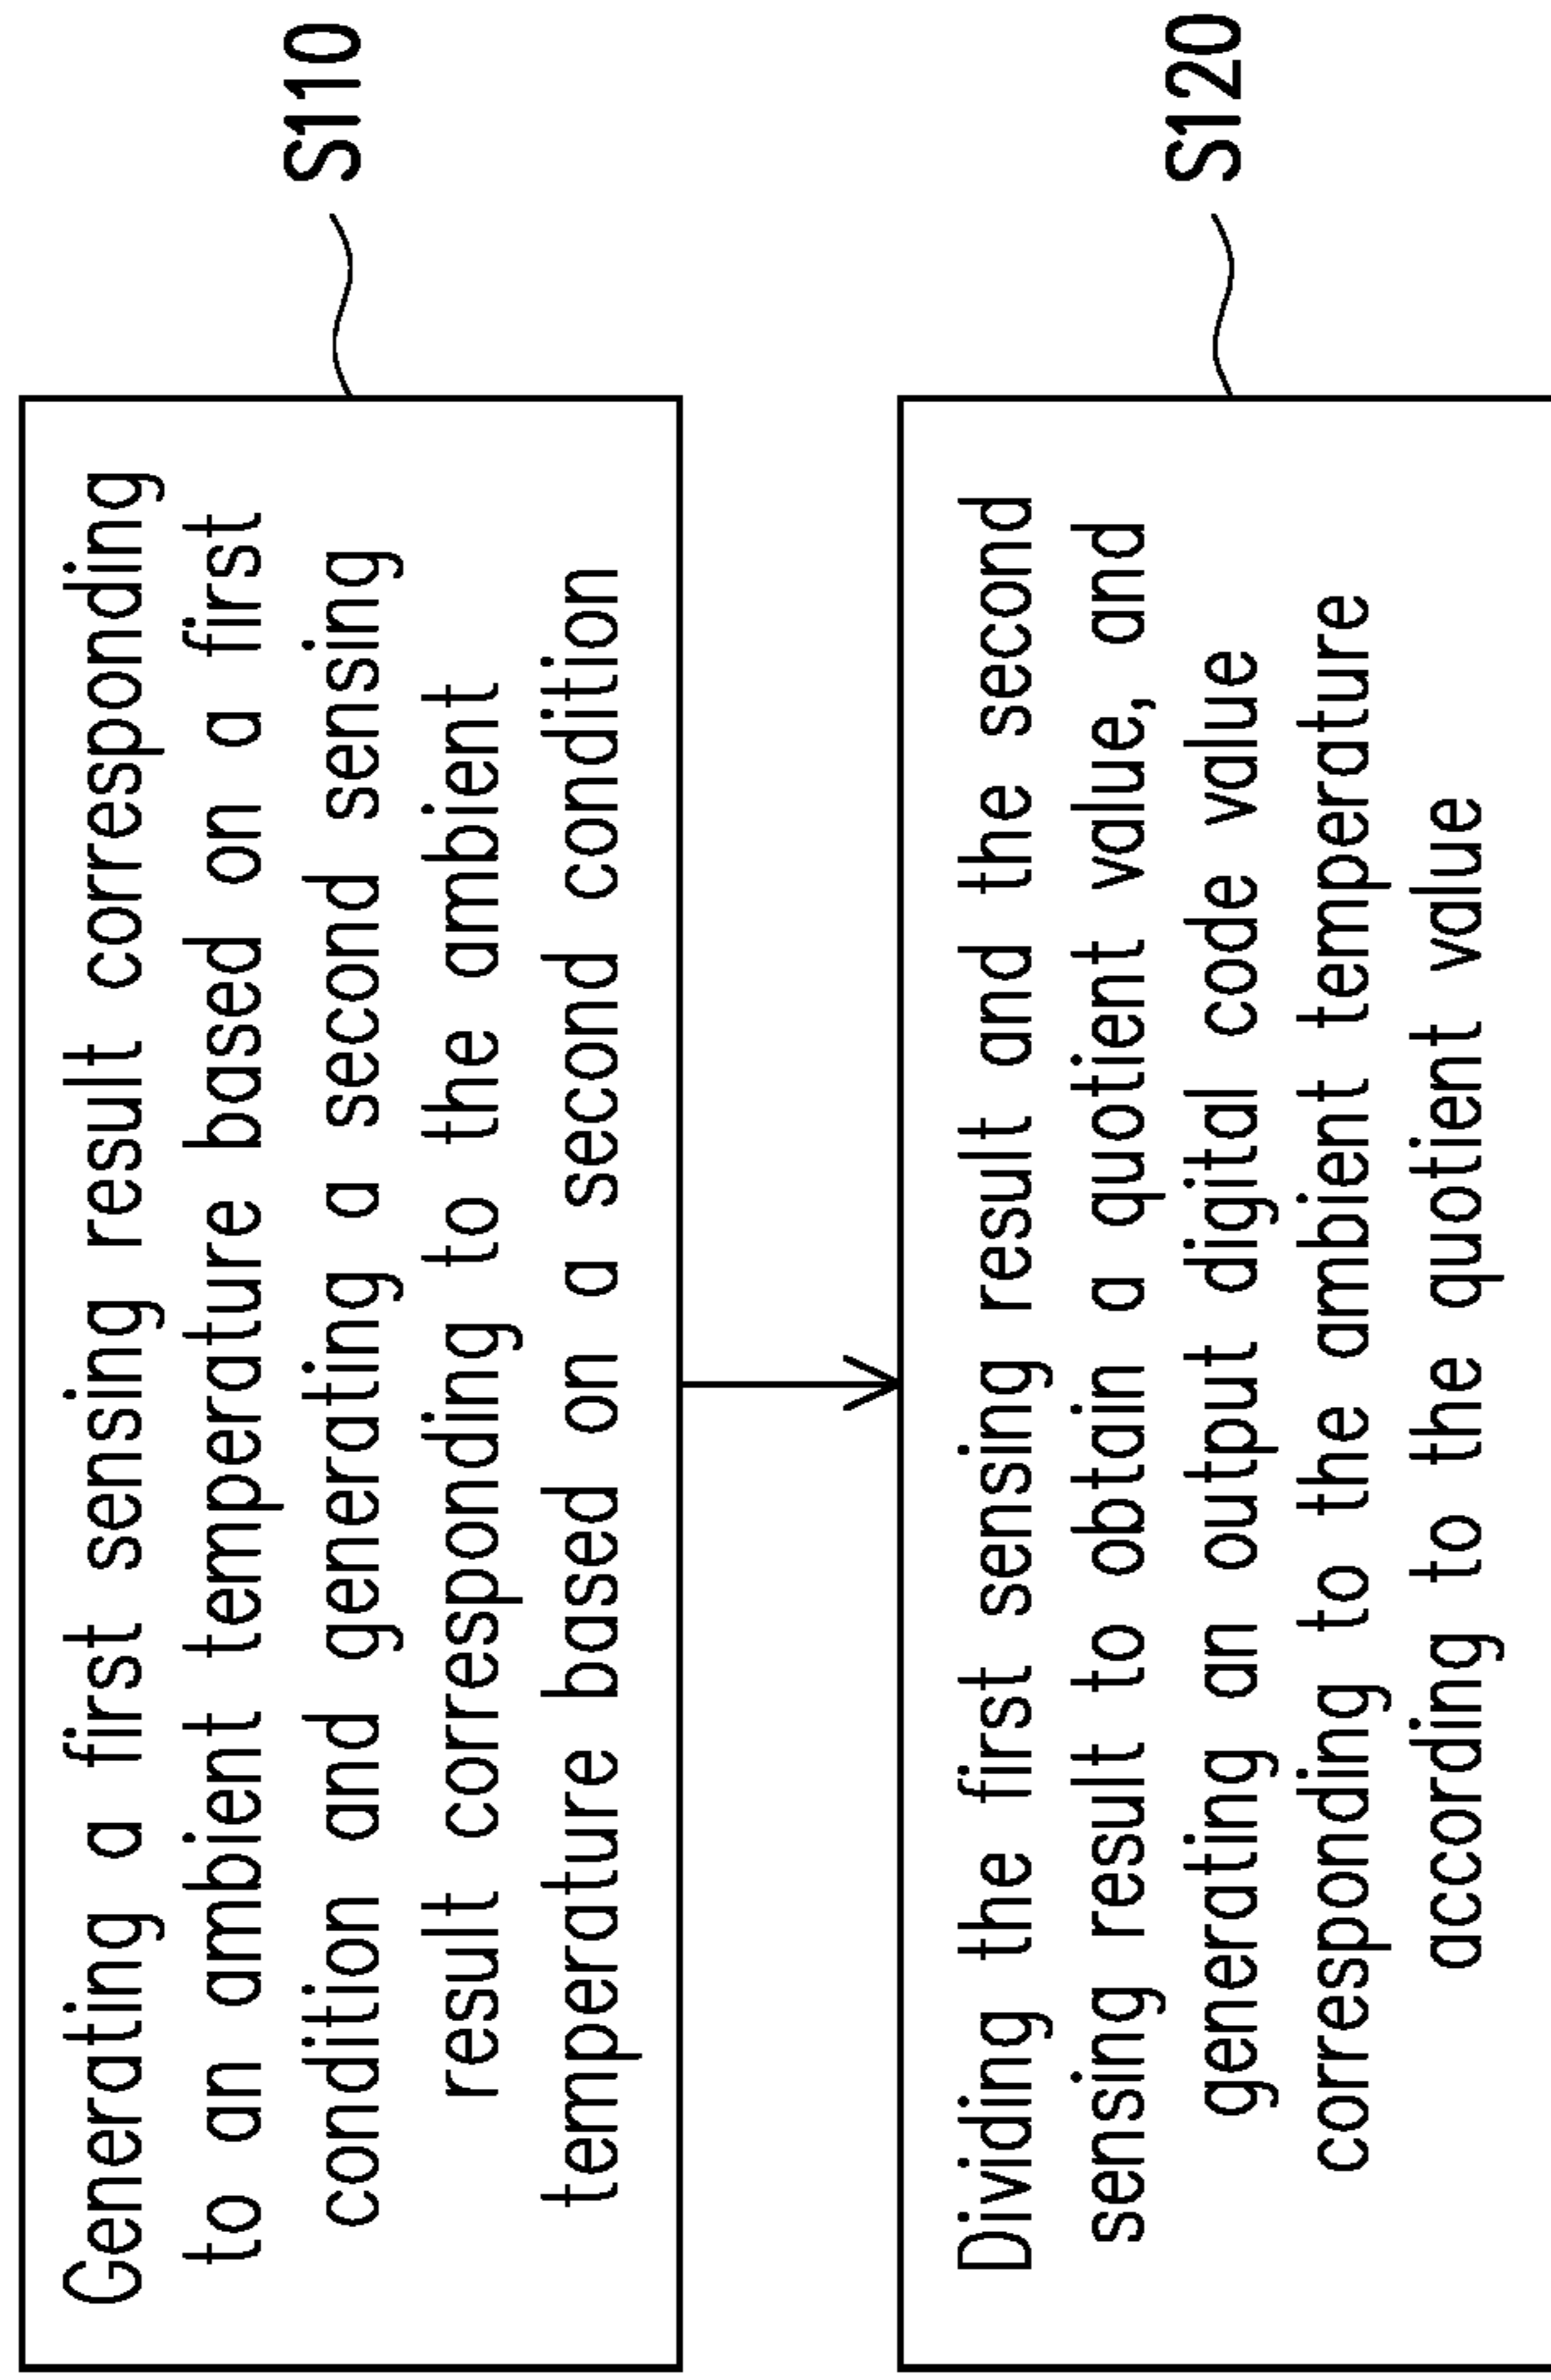 Generating a first sensing result corresponding
to an ambient temperature based on a first
condition and generating a second sensing
result corresponding to the ambient
temperature based on a second condition
S110
Dividing the first sensing result and the second
sensing result to obtain a quotient value, and
generating an output digital code value
corresponding to the ambient temperature
according to the quotient value
S120